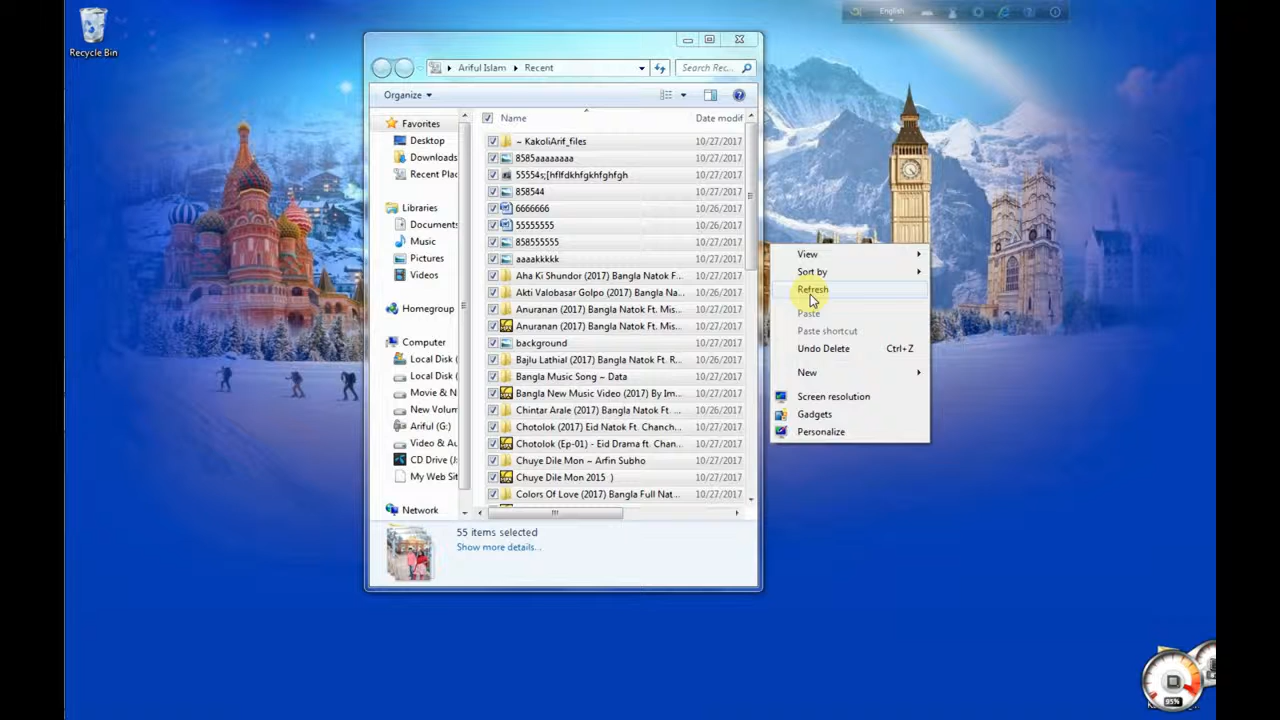 Recycle Bin
English
Ariful Islam
Recent
Search Rec...
Organize
Name
Date modif
Favorites
Desktop
Downloads
Recent Plac
Libraries
Documents
Music
Pictures
Videos
Homegroup
Computer
Local Disk (
Local Disk (
Movie & N
New Volum
Ariful (G:)
Video & Au
CD Drive (J:
My Web Sit
Network
~ KakoliArif_files 10/27/2017
8585aaaaaaaa 10/27/2017
55554s;[hflfdkhfgkhfghfgh 10/27/2017
858544 10/27/2017
6666666 10/26/2017
55555555 10/26/2017
858555555 10/27/2017
aaaakkkkk 10/27/2017
Aha Ki Shundor (2017) Bangla Natok F... 10/27/2017
Akti Valobasar Golpo (2017) Bangla Na... 10/26/2017
Anuranan (2017) Bangla Natok Ft. Mis... 10/27/2017
Anuranan (2017) Bangla Natok Ft. Mis... 10/27/2017
background 10/27/2017
Bajlu Lathial (2017) Bangla Natok Ft. R... 10/26/2017
Bangla Music Song ~ Data 10/27/2017
Bangla New Music Video (2017) By Im... 10/27/2017
Chintar Arale (2017) Bangla Natok Ft. ... 10/26/2017
Chotolok (2017) Eid Natok Ft. Chanch... 10/27/2017
Chotolok (Ep-01) - Eid Drama ft- Chan... 10/27/2017
Chuye Dile Mon ~ Arfin Subho 10/27/2017
Chuye Dile Mon 2015 ) 10/27/2017
Colors Of Love (2017) Bangla Full Nat... 10/27/2017
55 items selected
Show more details...
View
Sort by
Refresh
Paste
Paste shortcut
Undo Delete Ctrl+Z
New
Screen resolution
Gadgets
Personalize
95%